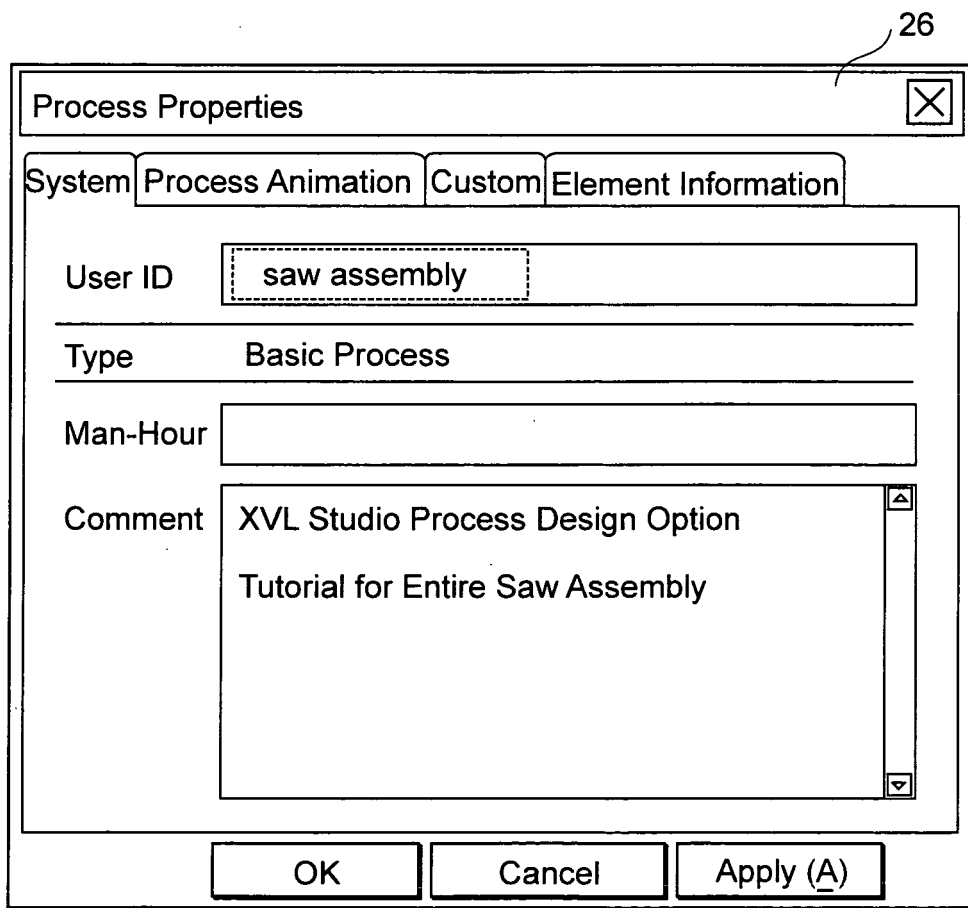 26
Process Properties
System Process Animation Custom Element Information
User ID saw assembly
Type Basic Process
Man-Hour
Comment XVL Studio Process Design Option
Tutorial for Entire Saw Assembly
OK Cancel Apply (A)